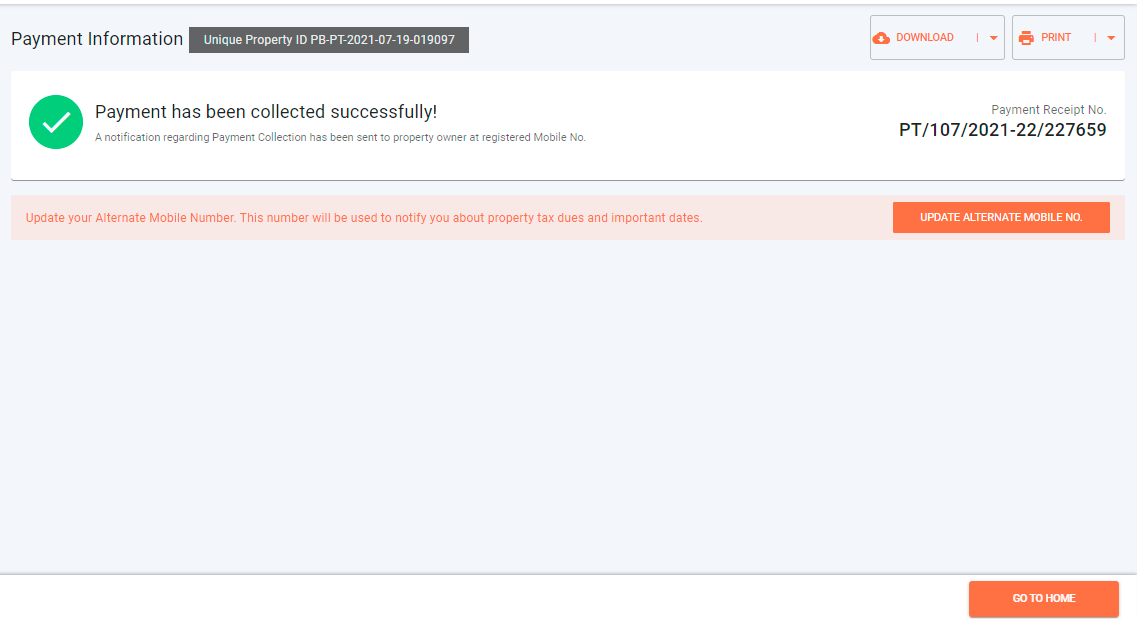 Payment Information
Unique Property ID PB-PT-2021-07-19-019097
DOWNLOAD
PRINT
Payment has been collected successfully!
A notification regarding Payment Collection has been sent to property owner at registered Mobile No.
Payment Receipt No.
PT/107/2021-22/227659
Update your Alternate Mobile Number. This number will be used to notify you about property tax dues and important dates.
UPDATE ALTERNATE MOBILE NO.
GO TO HOME